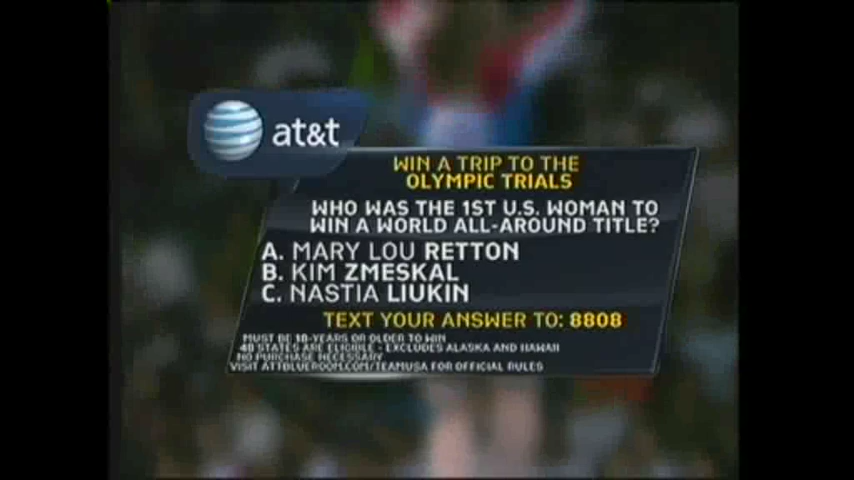 at&t
WIN A TRIP TO THE
OLYMPIC TRIALS
WHO WAS THE 1ST U.S. WOMAN TO
WIN A WORLD ALL-AROUND TITLE?
A. MARY LOU RETTON
B. KIM ZMESKAL
C. NASTIA LIUKIN
TEXT YOUR ANSWER TO: 8808
MUST BE 18-YEARS OR OLDER TO WIN
48 STATES ARE ELIGIBLE - EXCLUDES ALASKA AND HAWAII
NO PURCHASE NECESSARY
VISIT ATTBLUEROOM.COM/TEAMUSA FOR OFFICIAL RULES